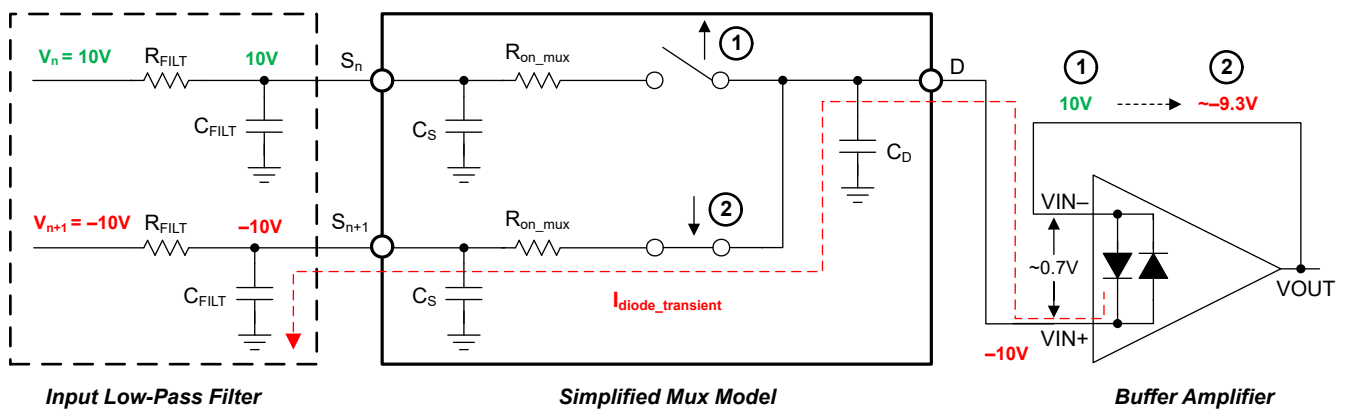 Vn = 10V
RFILT
10V
Sn
Ron_mux
1
D
1
2
10V
~–9.3V
CFILT
CS
CD
Vn+1 = –10V
RFILT
–10V
Sn+1
Ron_mux
2
VIN–
~0.7V
VOUT
CFILT
CS
Idiode_transient
VIN+
–10V
Input Low-Pass Filter
Simplified Mux Model
Buffer Amplifier